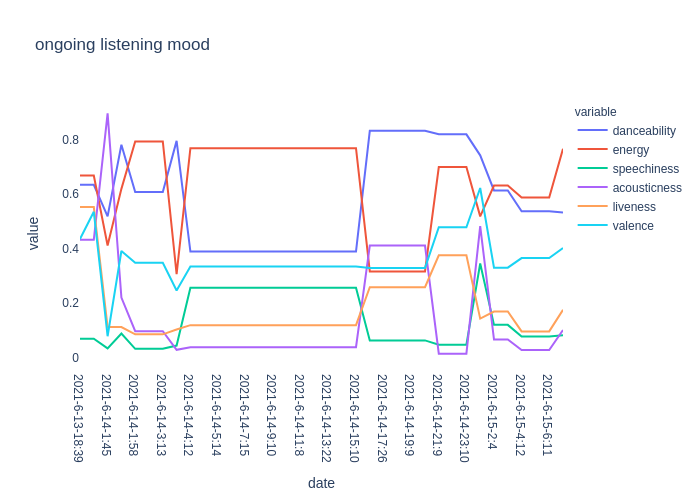 ongoing listening mood
variable
danceability
energy
speechiness
acousticness
liveness
valence
value
0.8
0.6
0.4
0.2
0
2021-6-13-18:39
2021-6-14-1:45
2021-6-14-1:58
2021-6-14-3:13
2021-6-14-4:12
2021-6-14-5:14
2021-6-14-7:15
2021-6-14-9:10
2021-6-14-11:8
2021-6-14-13:22
2021-6-14-15:10
2021-6-14-17:26
2021-6-14-19:9
2021-6-14-21:9
2021-6-14-23:10
2021-6-15-2:4
2021-6-15-4:12
2021-6-15-6:11
date